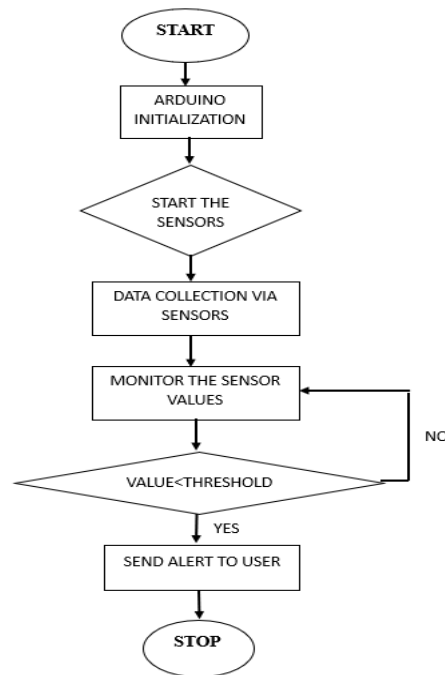 START
ARDUINO
INITIALIZATION
START THE
SENSORS
DATA COLLECTION VIA
SENSORS
MONITOR THE SENSOR
VALUES
NO
VALUE<THRESHOLD
YES
SEND ALERT TO USER
STOP